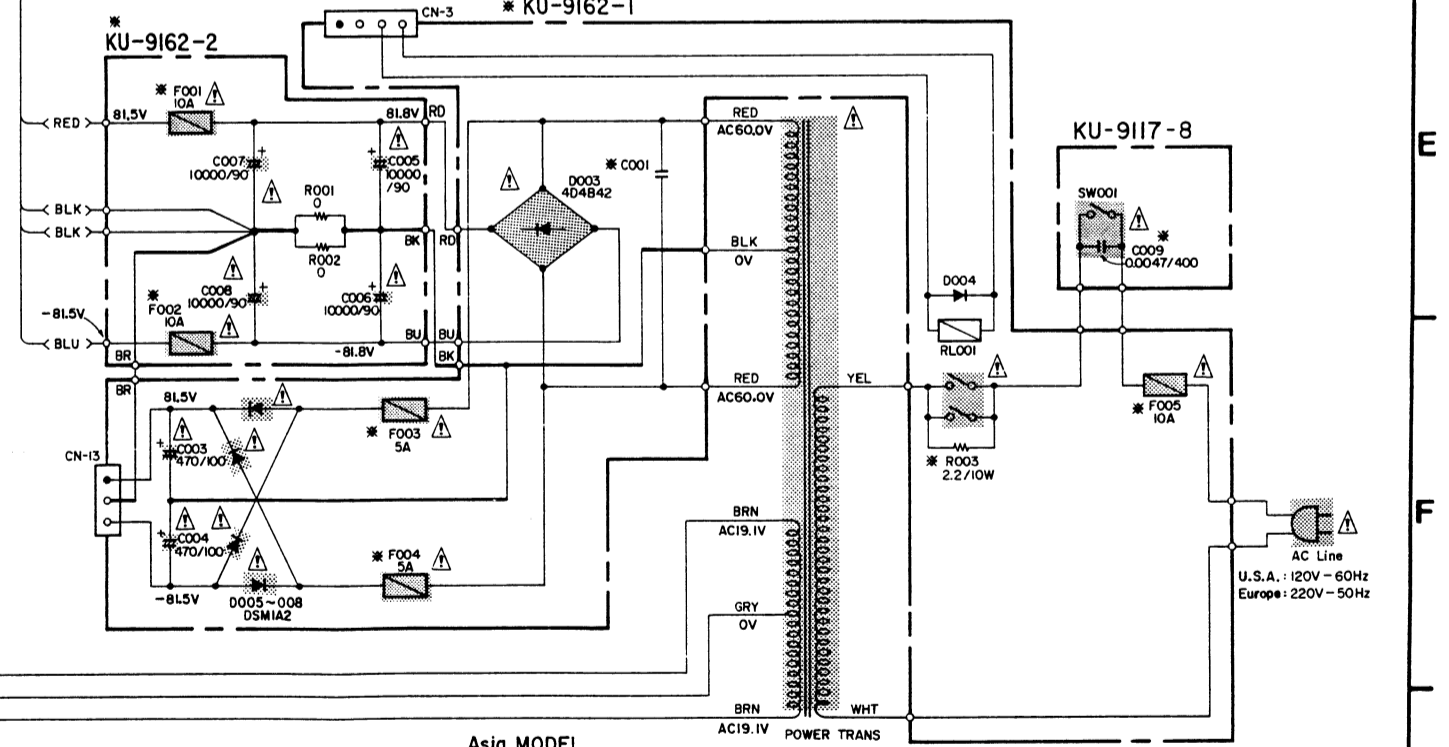 ※ KU-9162-1
CN-3
※
KU-9162-2
※ F001
10A
81.5V
81.8V
RD
RED
AC60.0V
RED
C007
10000/90
C005
10000
/90
※ C001
D003
4D4B42
KU-9117-8
E
SW001
R001
0
BLK
BLK
R002
0
BK
RD
BLK
0V
※
C009
0.0047/400
C008
10000/90
C006
10000/90
D004
※
F002
10A
-81.5V
BLU
-81.8V
BU
BU
BK
RL001
BR
BR
RED
AC60.0V
YEL
81.5V
※ F003
5A
※ F005
10A
CN-13
C003
470/100
※ R003
2.2/10W
BRN
AC19.1V
F
C004
470/100
※ F004
5A
AC Line
U.S.A.: 120V-60Hz
Europe: 220V-50Hz
-81.5V
D005~008
DSM1A2
GRY
0V
BRN
AC19.1V
WHT
POWER TRANS
Asia MODEL